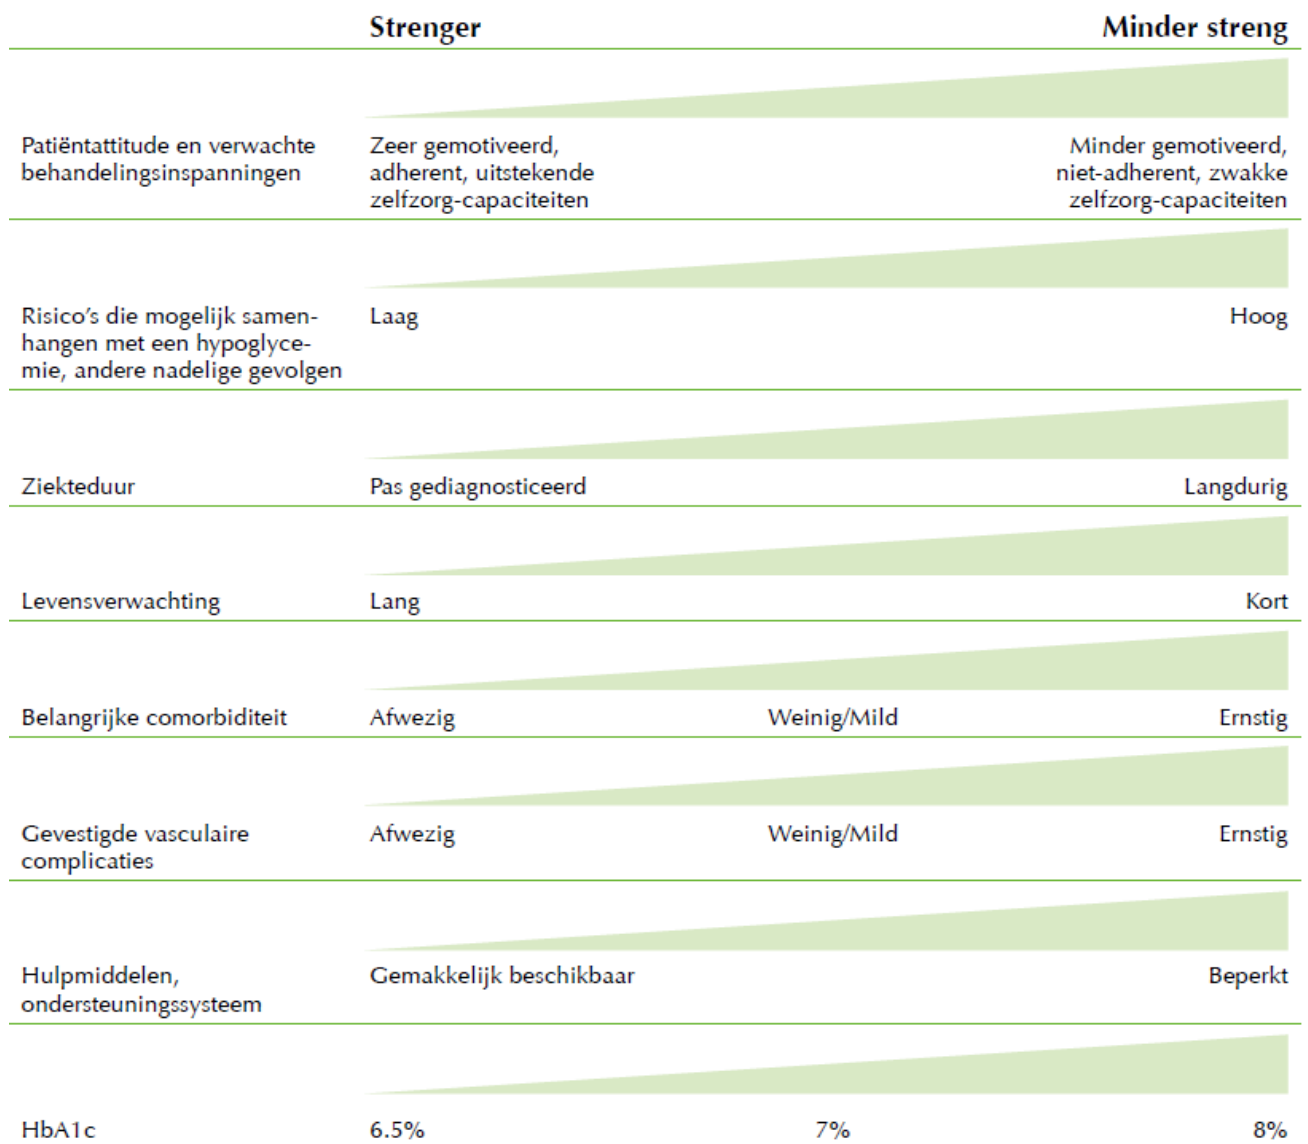 Strenger Minder streng
Patiëntattitude en verwachte
behandelingsinspanningen
Zeer gemotiveerd,
adherent, uitstekende
zelfzorg-capaciteiten
Minder gemotiveerd,
niet-adherent, zwakke
zelfzorg-capaciteiten
Risico's die mogelijk samen-
hangen met een hypoglyce-
mie, andere nadelige gevolgen
Laag Hoog
Ziekteduur Pas gediagnosticeerd Langdurig
Levensverwachting Lang Kort
Belangrijke comorbiditeit Afwezig Weinig/Mild Ernstig
Gevestigde vasculaire
complicaties
Afwezig Weinig/Mild Ernstig
Hulpmiddelen,
ondersteuningssysteem
Gemakkelijk beschikbaar Beperkt
HbA1c 6.5% 7% 8%